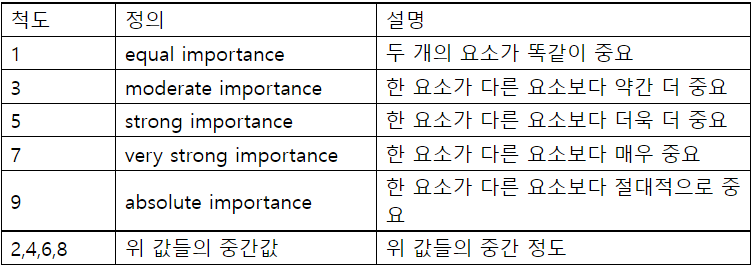 척도 정의 설명
1 equal importance 두 개의 요소가 똑같이 중요
3 moderate importance 한 요소가 다른 요소보다 약간 더 중요
5 strong importance 한 요소가 다른 요소보다 더욱 더 중요
7 very strong importance 한 요소가 다른 요소보다 매우 중요
9 absolute importance 한 요소가 다른 요소보다 절대적으로 중
요
2,4,6,8 위 값들의 중간값 위 값들의 중간 정도